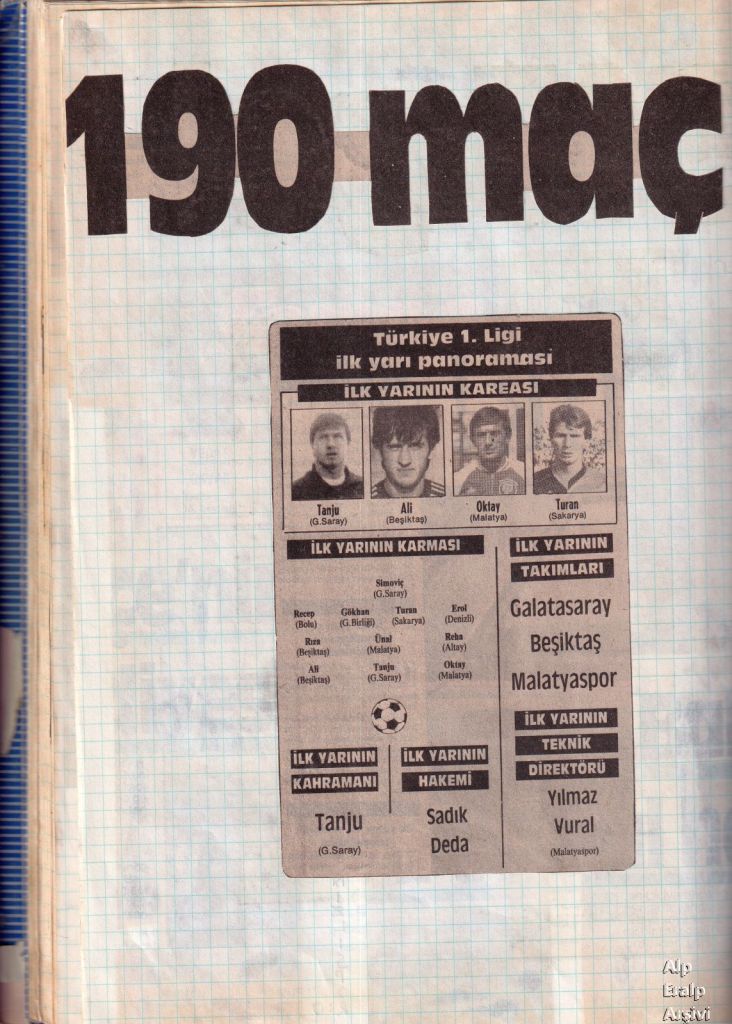 190 maç
Türkiye 1. Ligi
ilk yarı panoraması
İLK YARININ KAREASI
Tanju
(G.Saray)
Ali
(Beşiktaş)
Oktay
(Malatya)
Turan
(Sakarya)
İLK YARININ KARMASI
Simoviç
(G.Saray)
Recep Gökhan Turan Erol
(Bolu) (G.Birliği) (Sakarya) (Denizli)
Rıza Ünal Reha
(Beşiktaş) (Malatya) (Altay)
Ali Tanju Oktay
(Beşiktaş) (G.Saray) (Malatya)
İLK YARININ
KAHRAMANI
Tanju
(G.Saray)
İLK YARININ
HAKEMİ
Sadık
Deda
İLK YARININ
TAKIMLARI
Galatasaray
Beşiktaş
Malatyaspor
İLK YARININ
TEKNİK
DİREKTÖRÜ
Yılmaz
Vural
(Malatyaspor)
Alp
Eralp
Arşivi